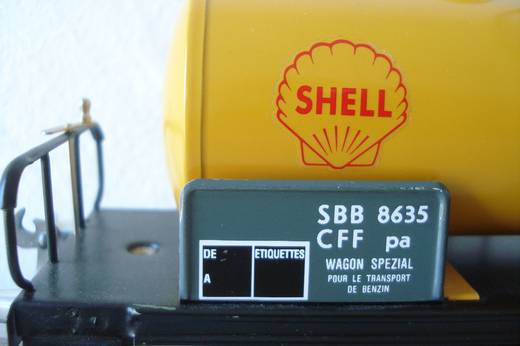 SHELL
SBB 8635
CFF pa
WAGON SPEZIAL
POUR LE TRANSPORT
DE BENZIN
DE ETIQUETTES
A